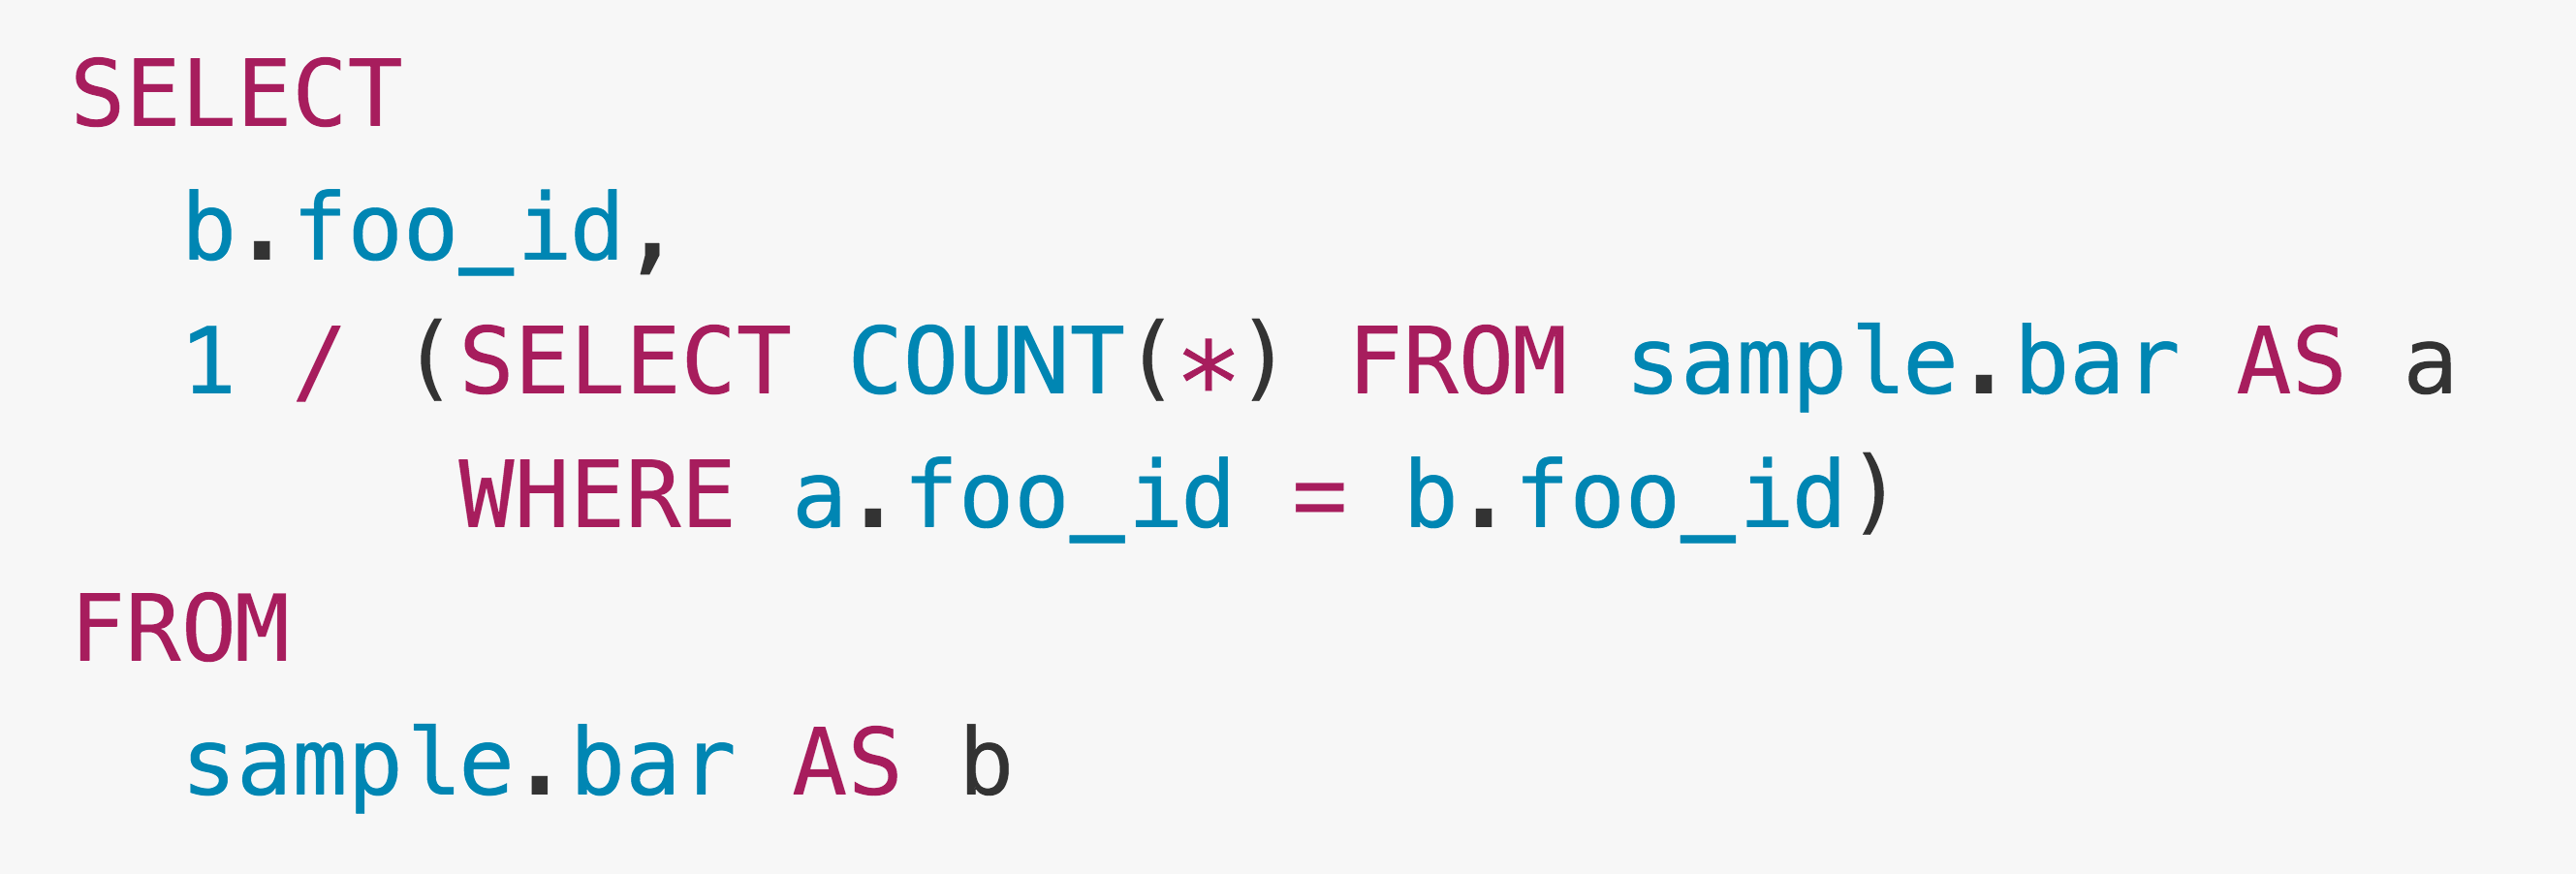 SELECT
  b.foo_id,
  1 / (SELECT COUNT(*) FROM sample.bar AS a
       WHERE a.foo_id = b.foo_id)
FROM
  sample.bar AS b